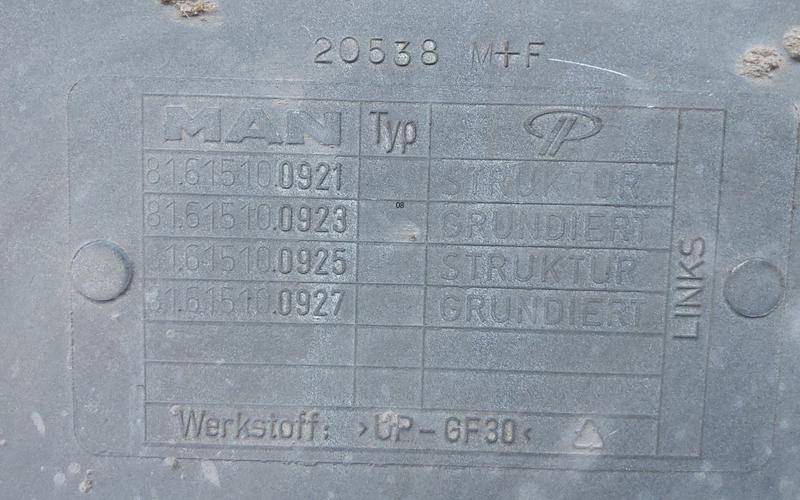 20538 M+F
MAN Typ
81.61510.0921 STRUKTUR
81.61510.0923 08 GRUNDIERT
81.61510.0925 STRUKTUR
81.61510.0927 GRUNDIERT
LINKS
Werkstoff: >UP-GF30<